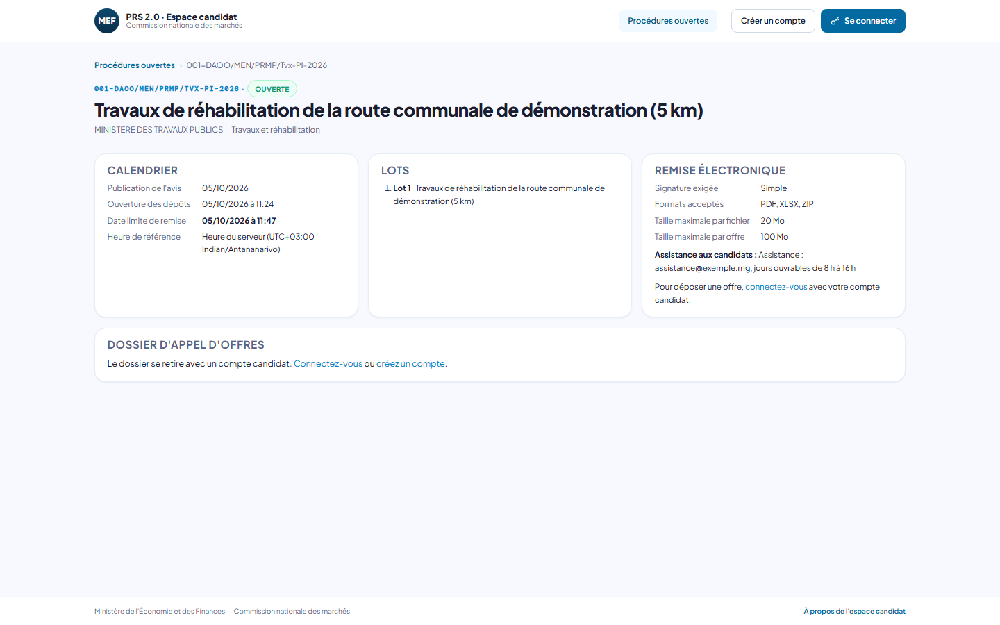 MEF
PRS 2.0 · Espace candidat
Commission nationale des marchés
Procédures ouvertes
Créer un compte
Se connecter
Procédures ouvertes › 001-DAOO/MEN/PRMP/Tvx-PI-2026
001-DAOO/MEN/PRMP/TVX-PI-2026 · OUVERTE
Travaux de réhabilitation de la route communale de démonstration (5 km)
MINISTERE DES TRAVAUX PUBLICS Travaux et réhabilitation
CALENDRIER
Publication de l'avis 05/10/2026
Ouverture des dépôts 05/10/2026 à 11:24
Date limite de remise 05/10/2026 à 11:47
Heure de référence Heure du serveur (UTC+03:00
Indian/Antananarivo)
LOTS
1. Lot 1 Travaux de réhabilitation de la route communale de
démonstration (5 km)
REMISE ÉLECTRONIQUE
Signature exigée Simple
Formats acceptés PDF, XLSX, ZIP
Taille maximale par fichier 20 Mo
Taille maximale par offre 100 Mo
Assistance aux candidats : Assistance :
assistance@exemple.mg, jours ouvrables de 8 h à 16 h
Pour déposer une offre, connectez-vous avec votre compte
candidat.
DOSSIER D'APPEL D'OFFRES
Le dossier se retire avec un compte candidat. Connectez-vous ou créez un compte.
Ministère de l'Économie et des Finances — Commission nationale des marchés
À propos de l'espace candidat